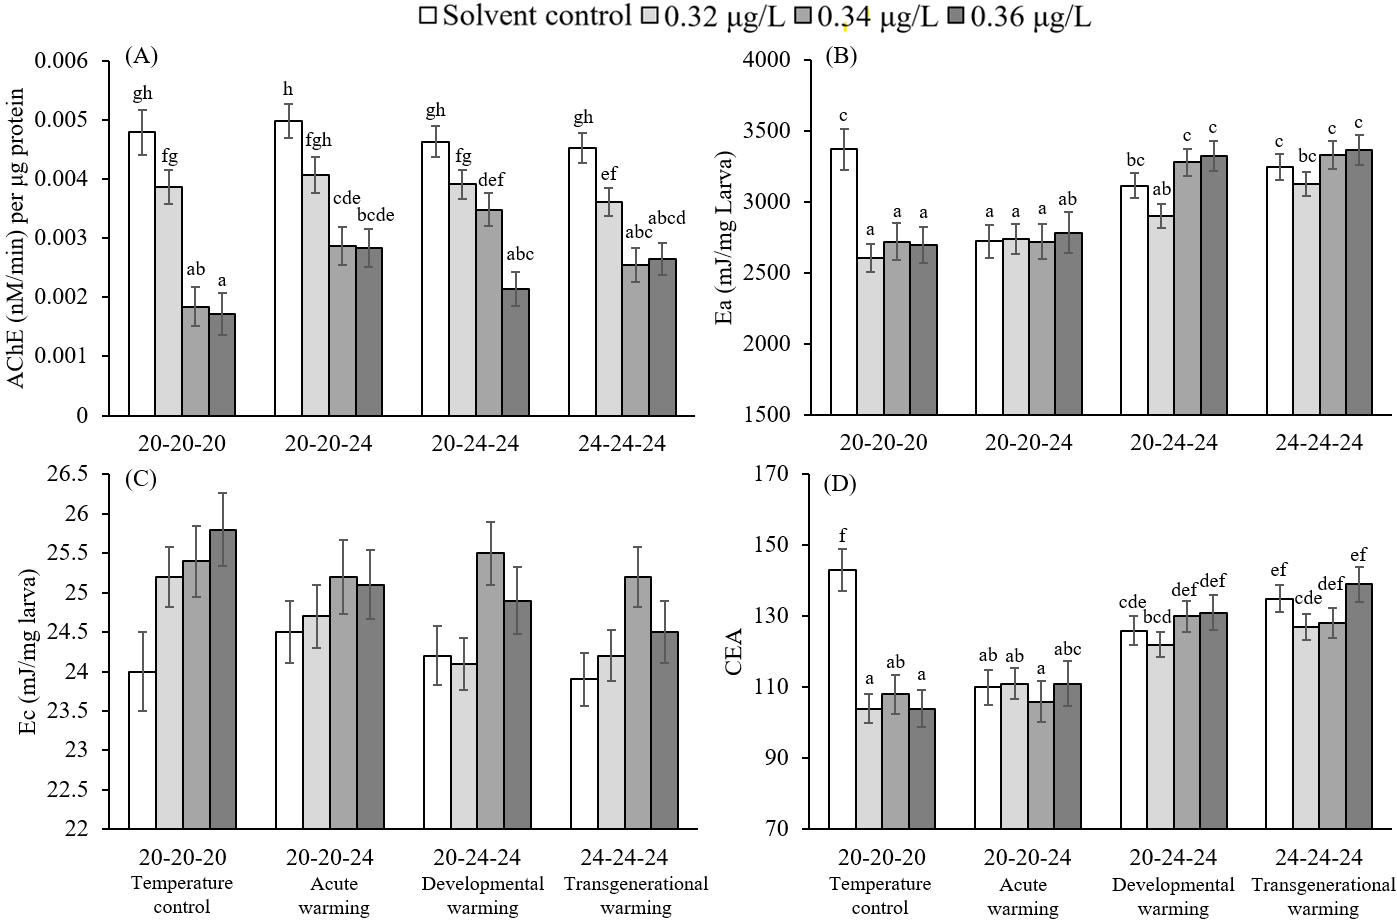 Solvent control 0.32 μg/L 0.34 μg/L 0.36 μg/L
(A)
AChE (nM/min) per μg protein
0.006
0.005
0.004
0.003
0.002
0.001
0
gh fg ab a
h fgh cde bcde
gh fg def abc
gh ef abc abcd
20-20-20 20-20-24 20-24-24 24-24-24
(B)
Ea (mJ/mg Larva)
4000
3500
3000
2500
2000
1500
c a a a
a a a ab
bc ab c c
c bc c c
20-20-20 20-20-24 20-24-24 24-24-24
(C)
Ec (mJ/mg larva)
26.5
26
25.5
25
24.5
24
23.5
23
22.5
22
20-20-20 20-20-24 20-24-24 24-24-24
Temperature Acute Developmental Transgenerational
control warming warming warming
(D)
CEA
170
150
130
110
90
70
f a ab a
ab ab a abc
cde bcd def def
ef cde def ef
20-20-20 20-20-24 20-24-24 24-24-24
Temperature Acute Developmental Transgenerational
control warming warming warming